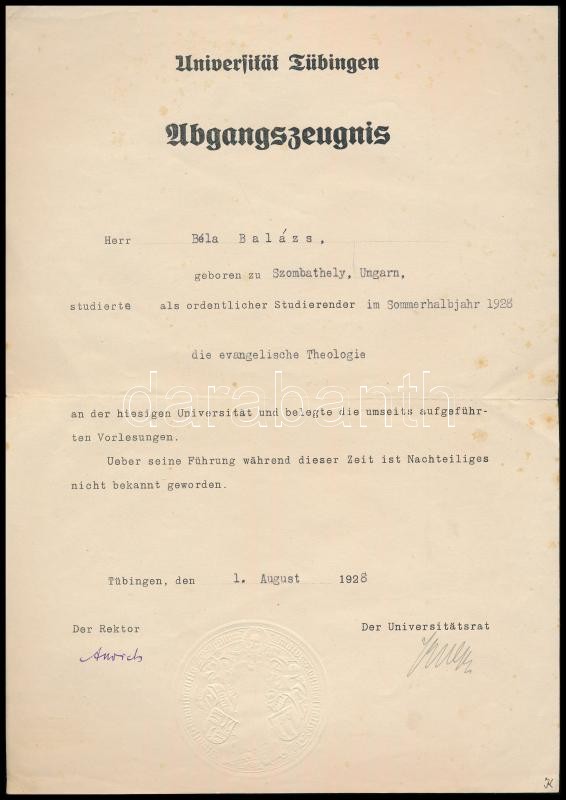 Universität Tübingen
Abgangszeugnis
Herr Béla Balázs,
geboren zu Szombathely, Ungarn,
studierte als ordentlicher Studierender im Sommerhalbjahr 1928
die evangelische Theologie
darabanth.com
an der hiesigen Universität und belegte die umseits aufgeführ-
ten Vorlesungen.
Ueber seine Führung während dieser Zeit ist Nachteiliges
nicht bekannt geworden.
Tübingen, den 1. August 1928
Der Rektor Der Universitätsrat
Anrich
K